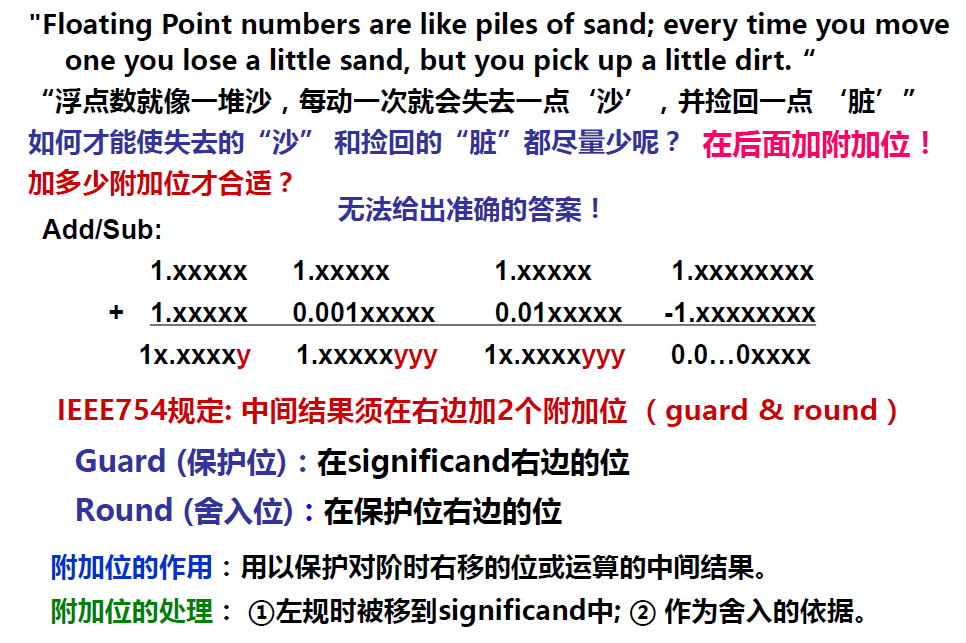 "Floating Point numbers are like piles of sand; every time you move
one you lose a little sand, but you pick up a little dirt. “
“浮点数就像一堆沙，每动一次就会失去一点‘沙’，并捡回一点 ‘脏’”
如何才能使失去的“沙” 和捡回的“脏”都尽量少呢？ 在后面加附加位！
加多少附加位才合适？
无法给出准确的答案！
Add/Sub:
1.xxxxx 1.xxxxx 1.xxxxx 1.xxxxxxxx
+ 1.xxxxx 0.001xxxxx 0.01xxxxx -1.xxxxxxxx
1x.xxxxy 1.xxxxxyyy 1x.xxxxyyy 0.0…0xxxx
IEEE754规定: 中间结果须在右边加2个附加位 （ guard & round ）
Guard (保护位)：在significand右边的位
Round (舍入位)：在保护位右边的位
附加位的作用：用以保护对阶时右移的位或运算的中间结果。
附加位的处理： ①左规时被移到significand中; ② 作为舍入的依据。